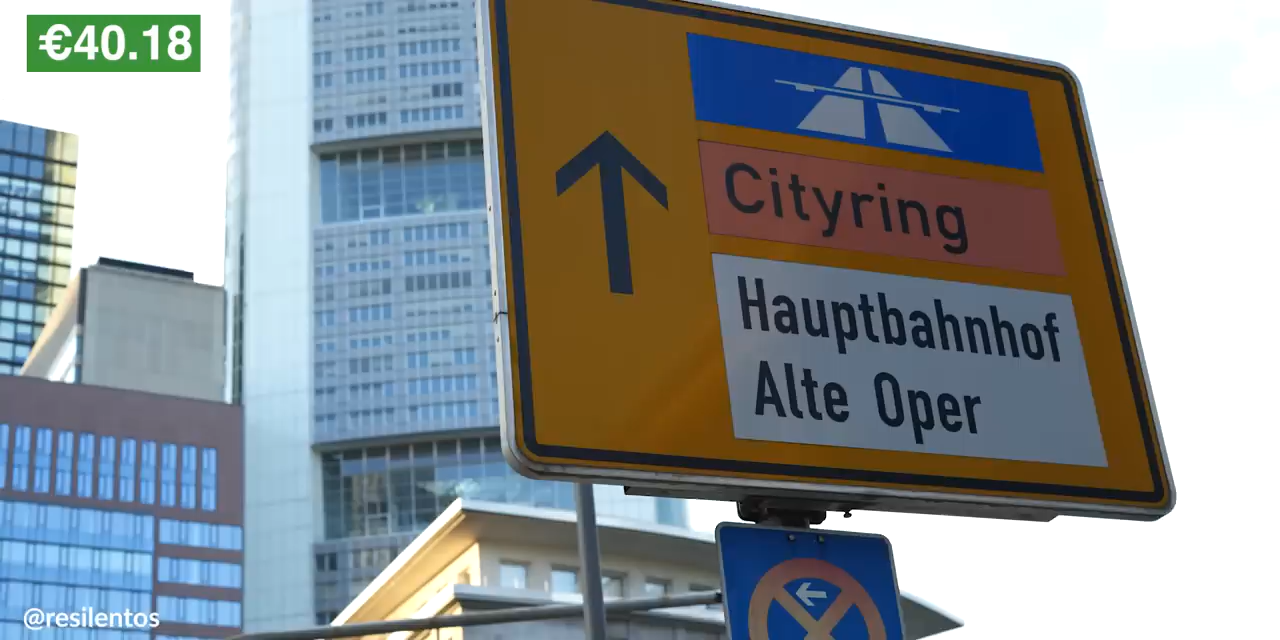 €40.18
Cityring
Hauptbahnhof
Alte Oper
@resilentos